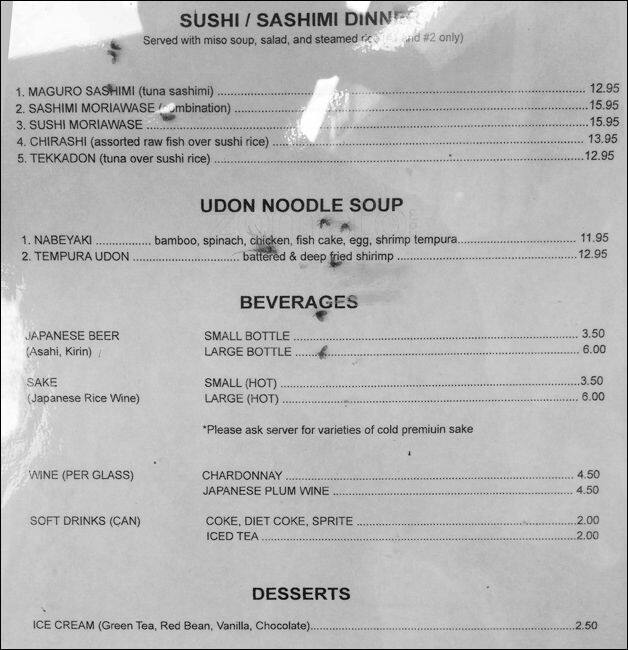 SUSHI / SASHIMI DINNER
Served with miso soup, salad, and steamed and #2 only)
1. MAGURO SASHIMI (tuna sashimi) 12.95
2. SASHIMI MORIAWASE (combination) 15.95
3. SUSHI MORIAWASE 15.95
4. CHIRASHI (assorted raw fish over sushi rice) 13.95
5. TEKKADON (tuna over sushi rice) 12.95
UDON NOODLE SOUP
1. NABEYAKI bamboo, spinach, chicken, fish cake, egg, shrimp tempura 11.95
2. TEMPURA UDON battered & deep fried shirimp 12.95
BEVERAGES
JAPANESE BEER SMALL BOTTLE 3.50
(Asahi, Kirin) LARGE BOTTLE 6.00
SAKE SMALL (HOT) 3.50
(Japanese Rice Wine) LARGE (HOT) 6.00
*Please ask server for varieties of cold premiuin sake
WINE (PER GLASS) CHARDONNAY 4.50
JAPANESE PLUM WINE 4.50
SOFT DRINKS (CAN) COKE, DIET COKE, SPRITE 2.00
ICED TEA 2.00
DESSERTS
ICE CREAM (Green Tea, Red Bean, Vanilla, Chocolate) 2.50